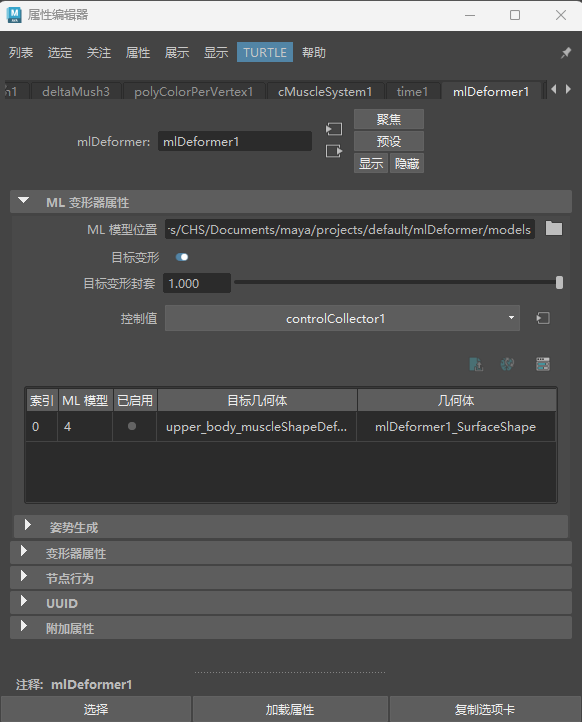 属性编辑器
列表 选定 关注 属性 展示 显示 TURTLE 帮助
n1 deltaMush3 polyColorPerVertex1 cMuscleSystem1 time1 mlDeformer1
聚焦
mlDeformer: mlDeformer1
预设
显示 隐藏
ML 变形器属性
ML 模型位置 rs/CHS/Documents/maya/projects/default/mlDeformer/models
目标变形
目标变形封套 1.000
控制值 controlCollector1
索引 ML 模型 已启用 目标几何体 几何体
0 4 upper_body_muscleShapeDef... mlDeformer1_SurfaceShape
姿势生成
变形器属性
节点行为
UUID
附加属性
注释: mlDeformer1
选择 加载属性 复制选项卡